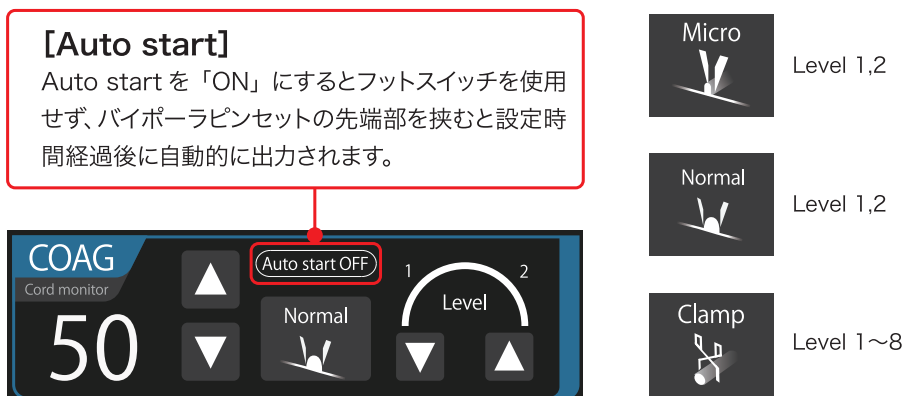 [Auto start]
Auto start を「ON」にするとフットスイッチを使用
せず、バイポーラピンセットの先端部を挟むと設定時
間経過後に自動的に出力されます。
COAG
Cord monitor
50
Auto start OFF
Normal
1
2
Level
Micro
Level 1,2
Normal
Level 1,2
Clamp
Level 1〜8